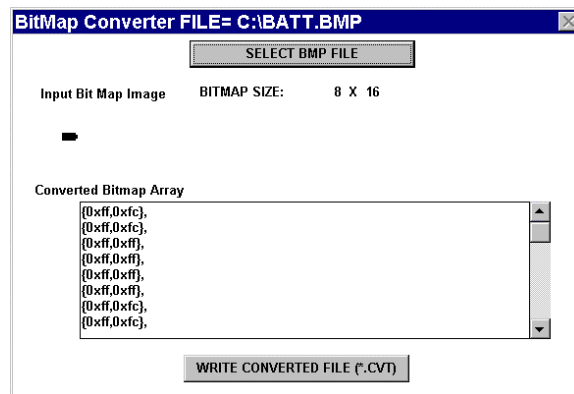 BitMap Converter FILE= C:\BATT.BMP
SELECT BMP FILE
Input Bit Map Image BITMAP SIZE: 8 X 16
Converted Bitmap Array
{0xff,0xfc},
{0xff,0xfc},
{0xff,0xff},
{0xff,0xff},
{0xff,0xff},
{0xff,0xff},
{0xff,0xfc},
{0xff,0xfc},
WRITE CONVERTED FILE (*.CVT)